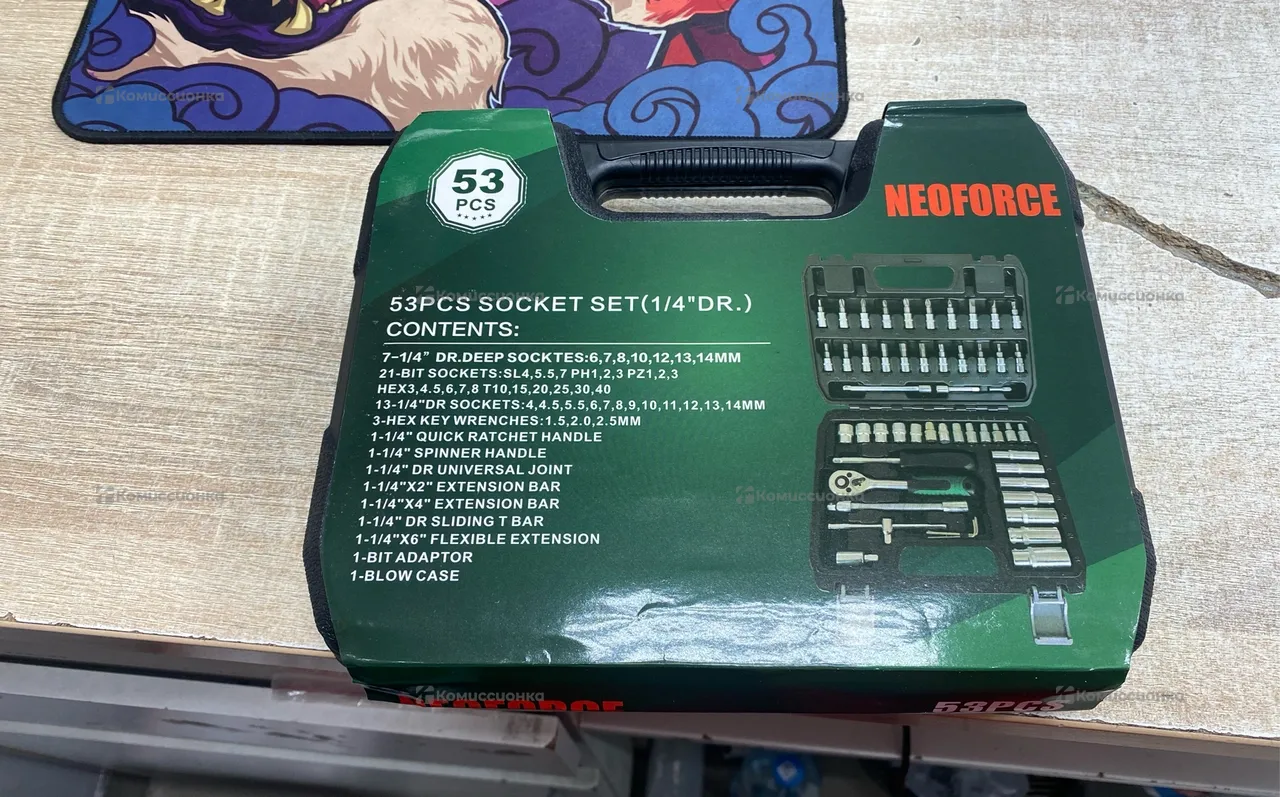 53
PCS
NEOFORCE
53PCS SOCKET SET(1/4"DR.)
CONTENTS:
7-1/4" DR.DEEP SOCKTES:6,7,8,10,12,13,14MM
21-BIT SOCKETS:SL4,5.5,7 PH1,2,3 PZ1,2,3
HEX3,4.5,6,7,8 T10,15,20,25,30,40
13-1/4"DR SOCKETS:4,4.5,5.5,6,7,8,9,10,11,12,13,14MM
3-HEX KEY WRENCHES:1.5,2.0,2.5MM
1-1/4" QUICK RATCHET HANDLE
1-1/4" SPINNER HANDLE
1-1/4" DR UNIVERSAL JOINT
1-1/4"X2" EXTENSION BAR
1-1/4"X4" EXTENSION BAR
1-1/4" DR SLIDING T BAR
1-1/4"X6" FLEXIBLE EXTENSION
1-BIT ADAPTOR
1-BLOW CASE
NEOFORCE
53PCS
Комиссионка
Комиссионка
Комиссионка
Комиссионка
Комиссионка
Комиссионка
Комиссионка
Комиссионка